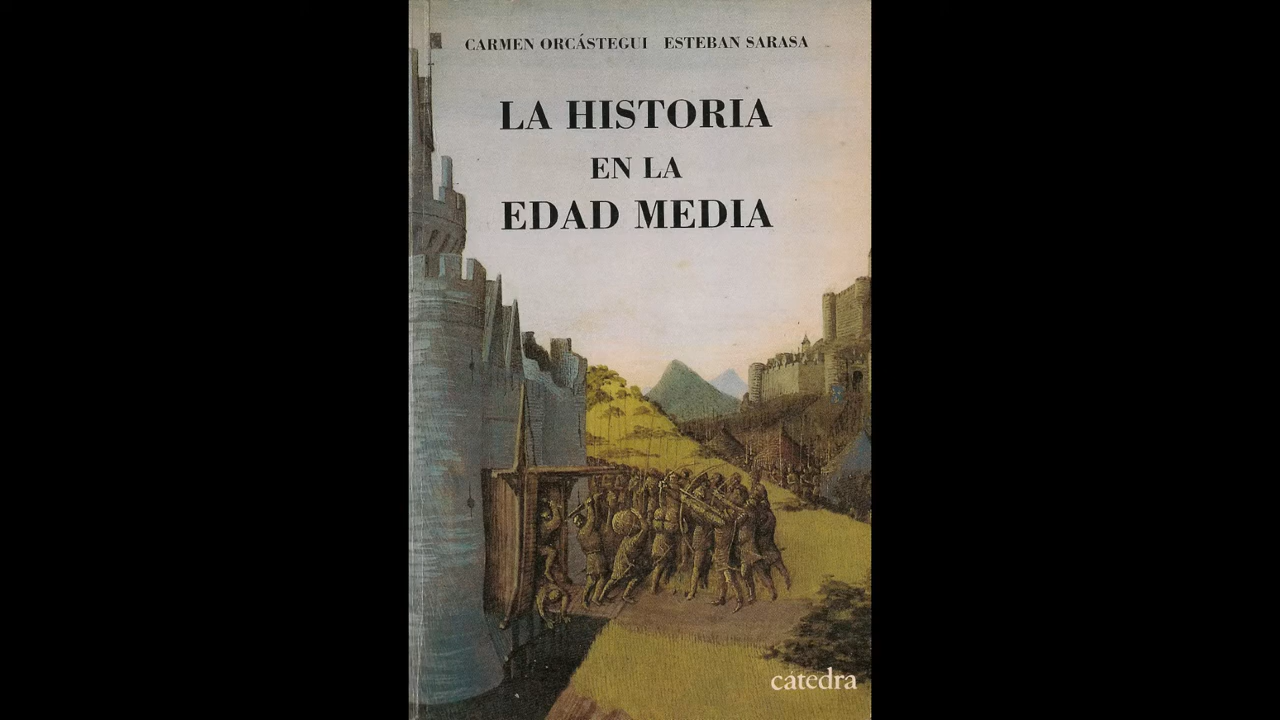 CARMEN ORCÁSTEGUI ESTEBAN SARASA
LA HISTORIA
EN LA
EDAD MEDIA
cátedra